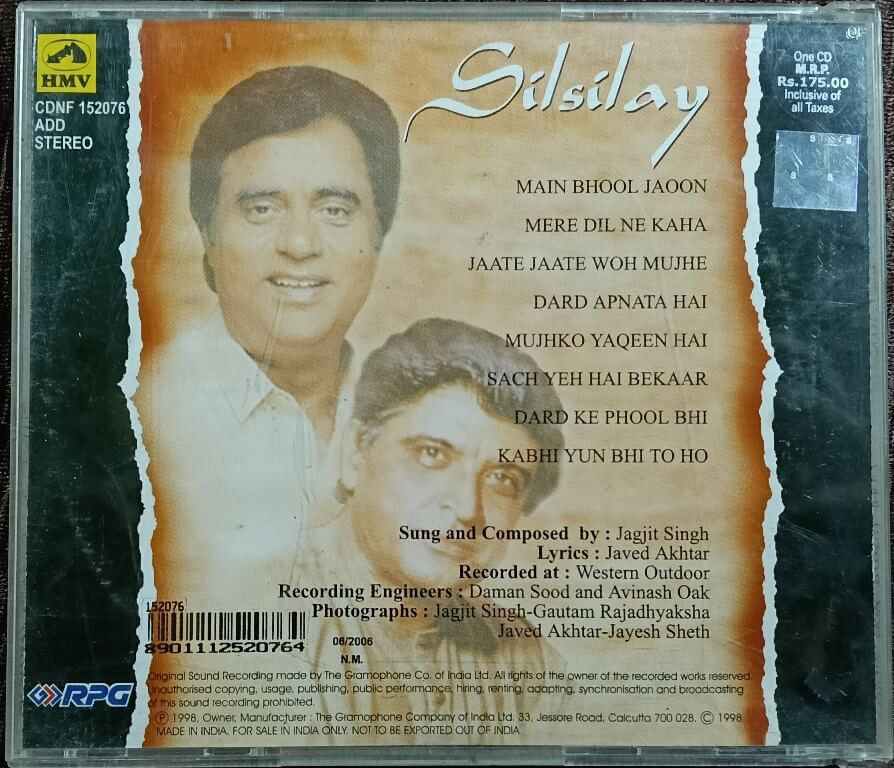 HMV
CDNF 152076
ADD
STEREO
Silsilay
One CD
M.R.P.
Rs.175.00
Inclusive of
all Taxes
MAIN BHOOL JAOON
MERE DIL NE KAHA
JAATE JAATE WOH MUJHE
DARD APNATA HAI
MUJHKO YAQEEN HAI
SACH YEH HAI BEKAAR
DARD KE PHOOL BHI
KABHI YUN BHI TO HO
Sung and Composed by : Jagjit Singh
Lyrics : Javed Akhtar
Recorded at : Western Outdoor
Recording Engineers : Daman Sood and Avinash Oak
Photographs : Jagjit Singh-Gautam Rajadhyaksha
Javed Akhtar-Jayesh Sheth
152076
8901112520764
06/2006
N.M.
RPG
Original Sound Recording made by The Gramophone Co. of India Ltd. All rights of the owner of the recorded works reserved.
Unauthorised copying, usage, publishing, public performance, hiring, renting, adapting, synchronisation and broadcasting
of this sound recording prohibited.
Ⓟ 1998, Owner, Manufacturer : The Gramophone Company of India Ltd. 33, Jessore Road, Calcutta 700 028. © 1998
MADE IN INDIA. FOR SALE IN INDIA ONLY. NOT TO BE EXPORTED OUT OF INDIA